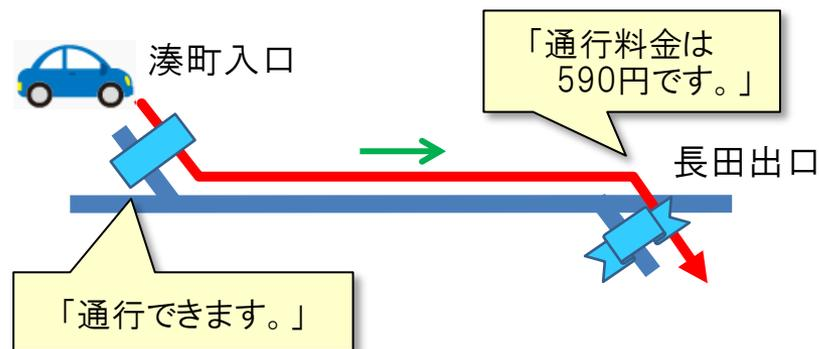 湊町入口
「通行料金は
590円です。」
長田出口
「通行できます。」